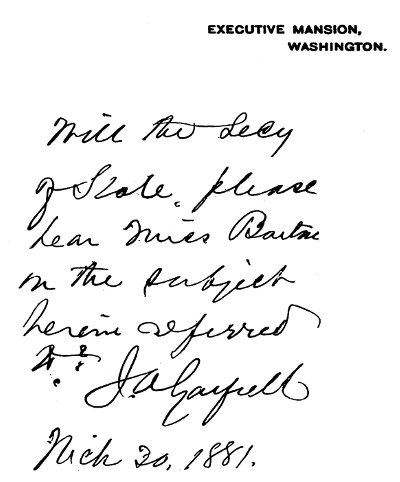 EXECUTIVE MANSION,
WASHINGTON.
Will the Secy
of State, please
hear Miss Barton
on the subject
herein referred
to.
J. A. Garfield
Mch 30, 1881.